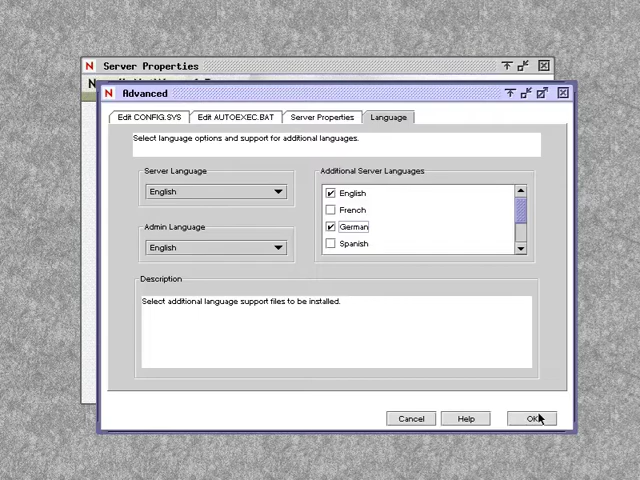 N Server Properties
N
N Advanced
Edit CONFIG.SYS Edit AUTOEXEC.BAT Server Properties Language
Select language options and support for additional languages.
Server Language
English
Admin Language
English
Additional Server Languages
English
French
German
Spanish
Description
Select additional language support files to be installed.
Cancel Help OK